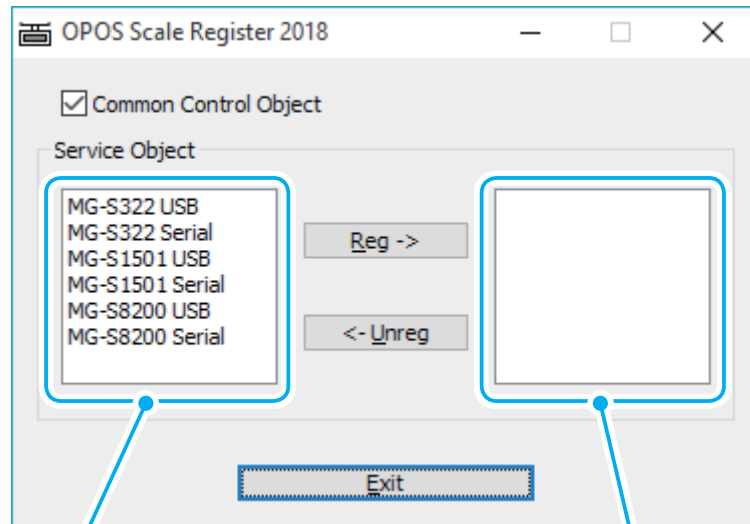 OPOS Scale Register 2018
Common Control Object
Service Object
MG-S322 USB
MG-S322 Serial
MG-S1501 USB
MG-S1501 Serial
MG-S8200 USB
MG-S8200 Serial
Reg ->
<- Unreg
Exit